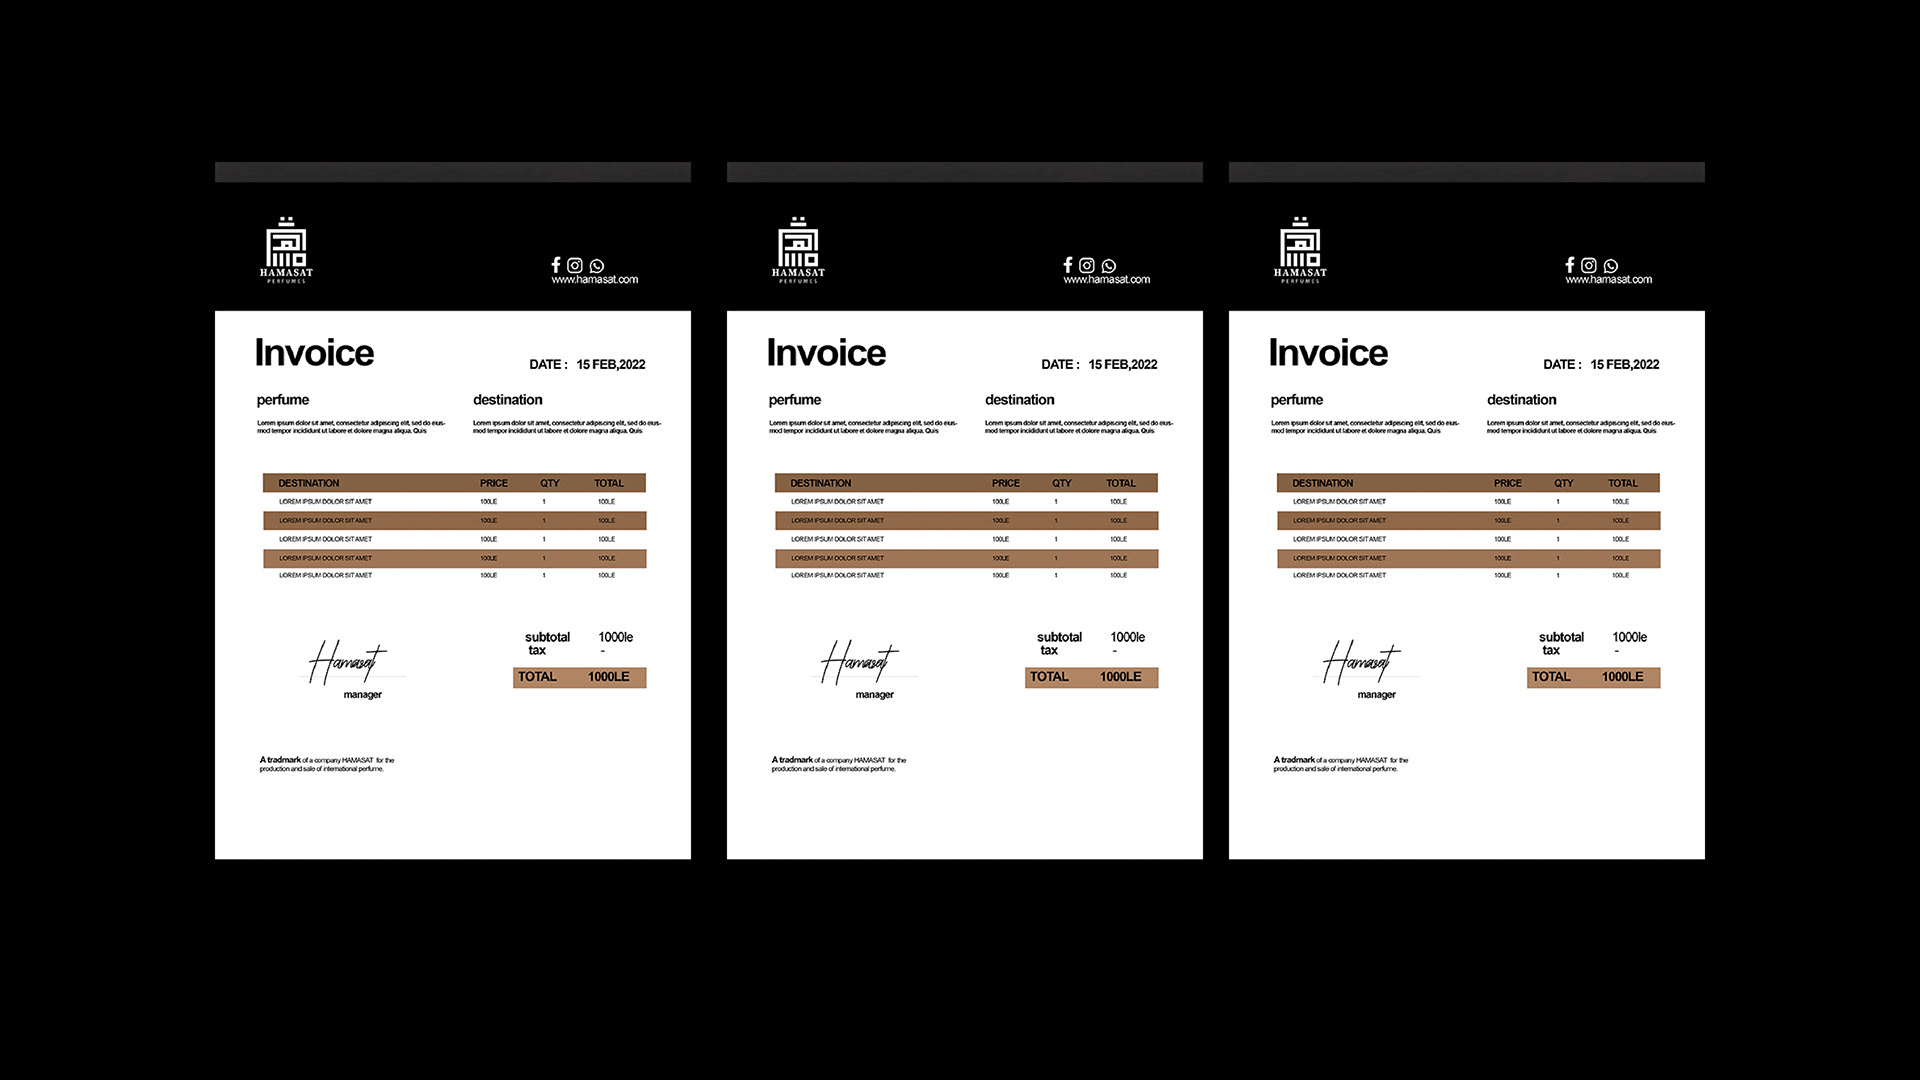 HAMASAT
PERFUMES
www.hamasat.com
Invoice
DATE : 15 FEB,2022
perfume
destination
Lorem ipsum dolor sit amet, consectetur adipiscing elit, sed do eius-
mod tempor incididunt ut labore et dolore magna aliqua. Quis
Lorem ipsum dolor sit amet, consectetur adipiscing elit, sed do eius-
mod tempor incididunt ut labore et dolore magna aliqua. Quis
DESTINATION PRICE QTY TOTAL
LOREM IPSUM DOLOR SIT AMET 100LE 1 100LE
LOREM IPSUM DOLOR SIT AMET 100LE 1 100LE
LOREM IPSUM DOLOR SIT AMET 100LE 1 100LE
LOREM IPSUM DOLOR SIT AMET 100LE 1 100LE
LOREM IPSUM DOLOR SIT AMET 100LE 1 100LE
subtotal 1000le
tax -
TOTAL 1000LE
Hamasat
manager
A tradmark of a company HAMASAT for the
production and sale of international perfume.
HAMASAT
PERFUMES
www.hamasat.com
Invoice
DATE : 15 FEB,2022
perfume
destination
Lorem ipsum dolor sit amet, consectetur adipiscing elit, sed do eius-
mod tempor incididunt ut labore et dolore magna aliqua. Quis
Lorem ipsum dolor sit amet, consectetur adipiscing elit, sed do eius-
mod tempor incididunt ut labore et dolore magna aliqua. Quis
DESTINATION PRICE QTY TOTAL
LOREM IPSUM DOLOR SIT AMET 100LE 1 100LE
LOREM IPSUM DOLOR SIT AMET 100LE 1 100LE
LOREM IPSUM DOLOR SIT AMET 100LE 1 100LE
LOREM IPSUM DOLOR SIT AMET 100LE 1 100LE
LOREM IPSUM DOLOR SIT AMET 100LE 1 100LE
subtotal 1000le
tax -
TOTAL 1000LE
Hamasat
manager
A tradmark of a company HAMASAT for the
production and sale of international perfume.
HAMASAT
PERFUMES
www.hamasat.com
Invoice
DATE : 15 FEB,2022
perfume
destination
Lorem ipsum dolor sit amet, consectetur adipiscing elit, sed do eius-
mod tempor incididunt ut labore et dolore magna aliqua. Quis
Lorem ipsum dolor sit amet, consectetur adipiscing elit, sed do eius-
mod tempor incididunt ut labore et dolore magna aliqua. Quis
DESTINATION PRICE QTY TOTAL
LOREM IPSUM DOLOR SIT AMET 100LE 1 100LE
LOREM IPSUM DOLOR SIT AMET 100LE 1 100LE
LOREM IPSUM DOLOR SIT AMET 100LE 1 100LE
LOREM IPSUM DOLOR SIT AMET 100LE 1 100LE
LOREM IPSUM DOLOR SIT AMET 100LE 1 100LE
subtotal 1000le
tax -
TOTAL 1000LE
Hamasat
manager
A tradmark of a company HAMASAT for the
production and sale of international perfume.